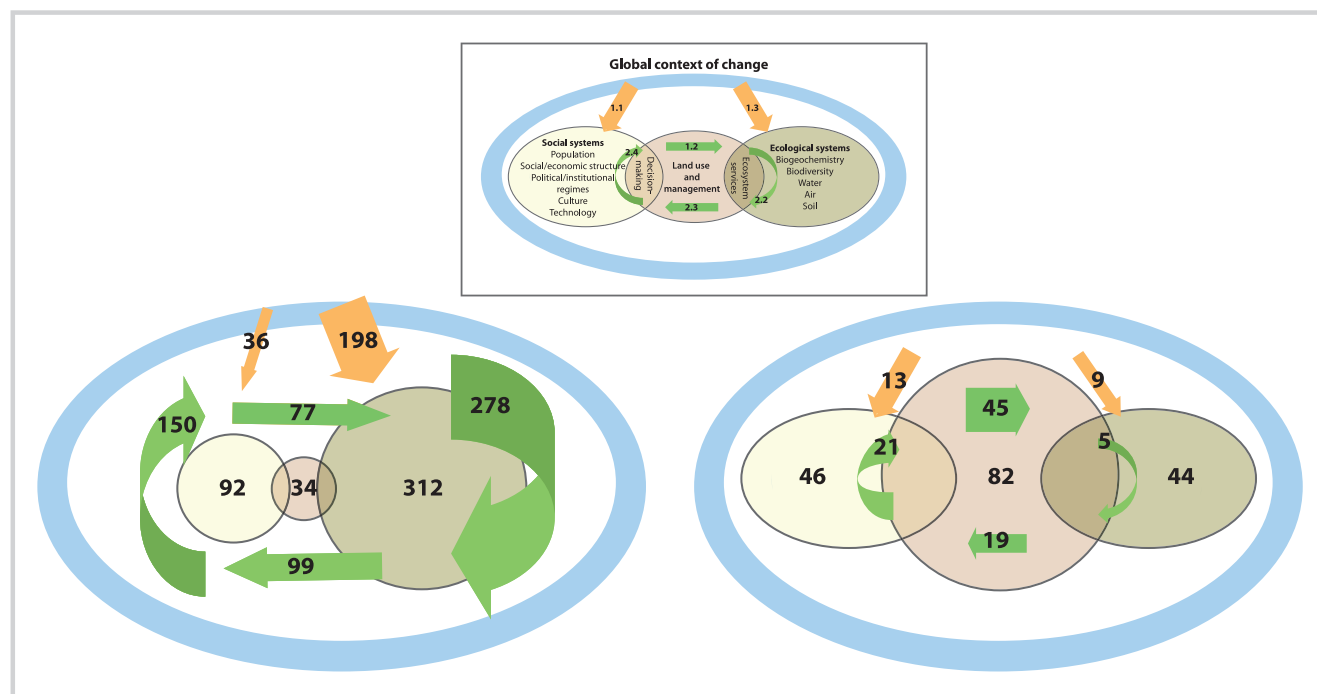 Global context of change
1.1
1.3
Social systems
Population
Social/economic structure
Political/institutional
regimes
Culture
Technology
2.4
Decision-
making
1.2
Land use
and
management
2.3
Ecosystem
services
2.2
Ecological systems
Biogeochemistry
Biodiversity
Water
Air
Soil
36
198
150
77
278
92
34
312
99
13
9
45
21
5
46
82
44
19